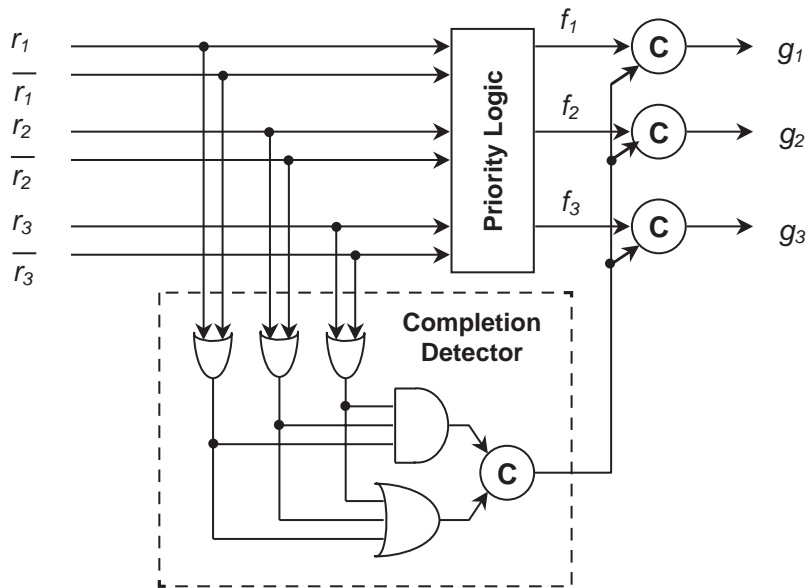 r1
r1
r2
r2
r3
r3
Priority Logic
f1
f2
f3
C
C
C
g1
g2
g3
Completion
Detector
C